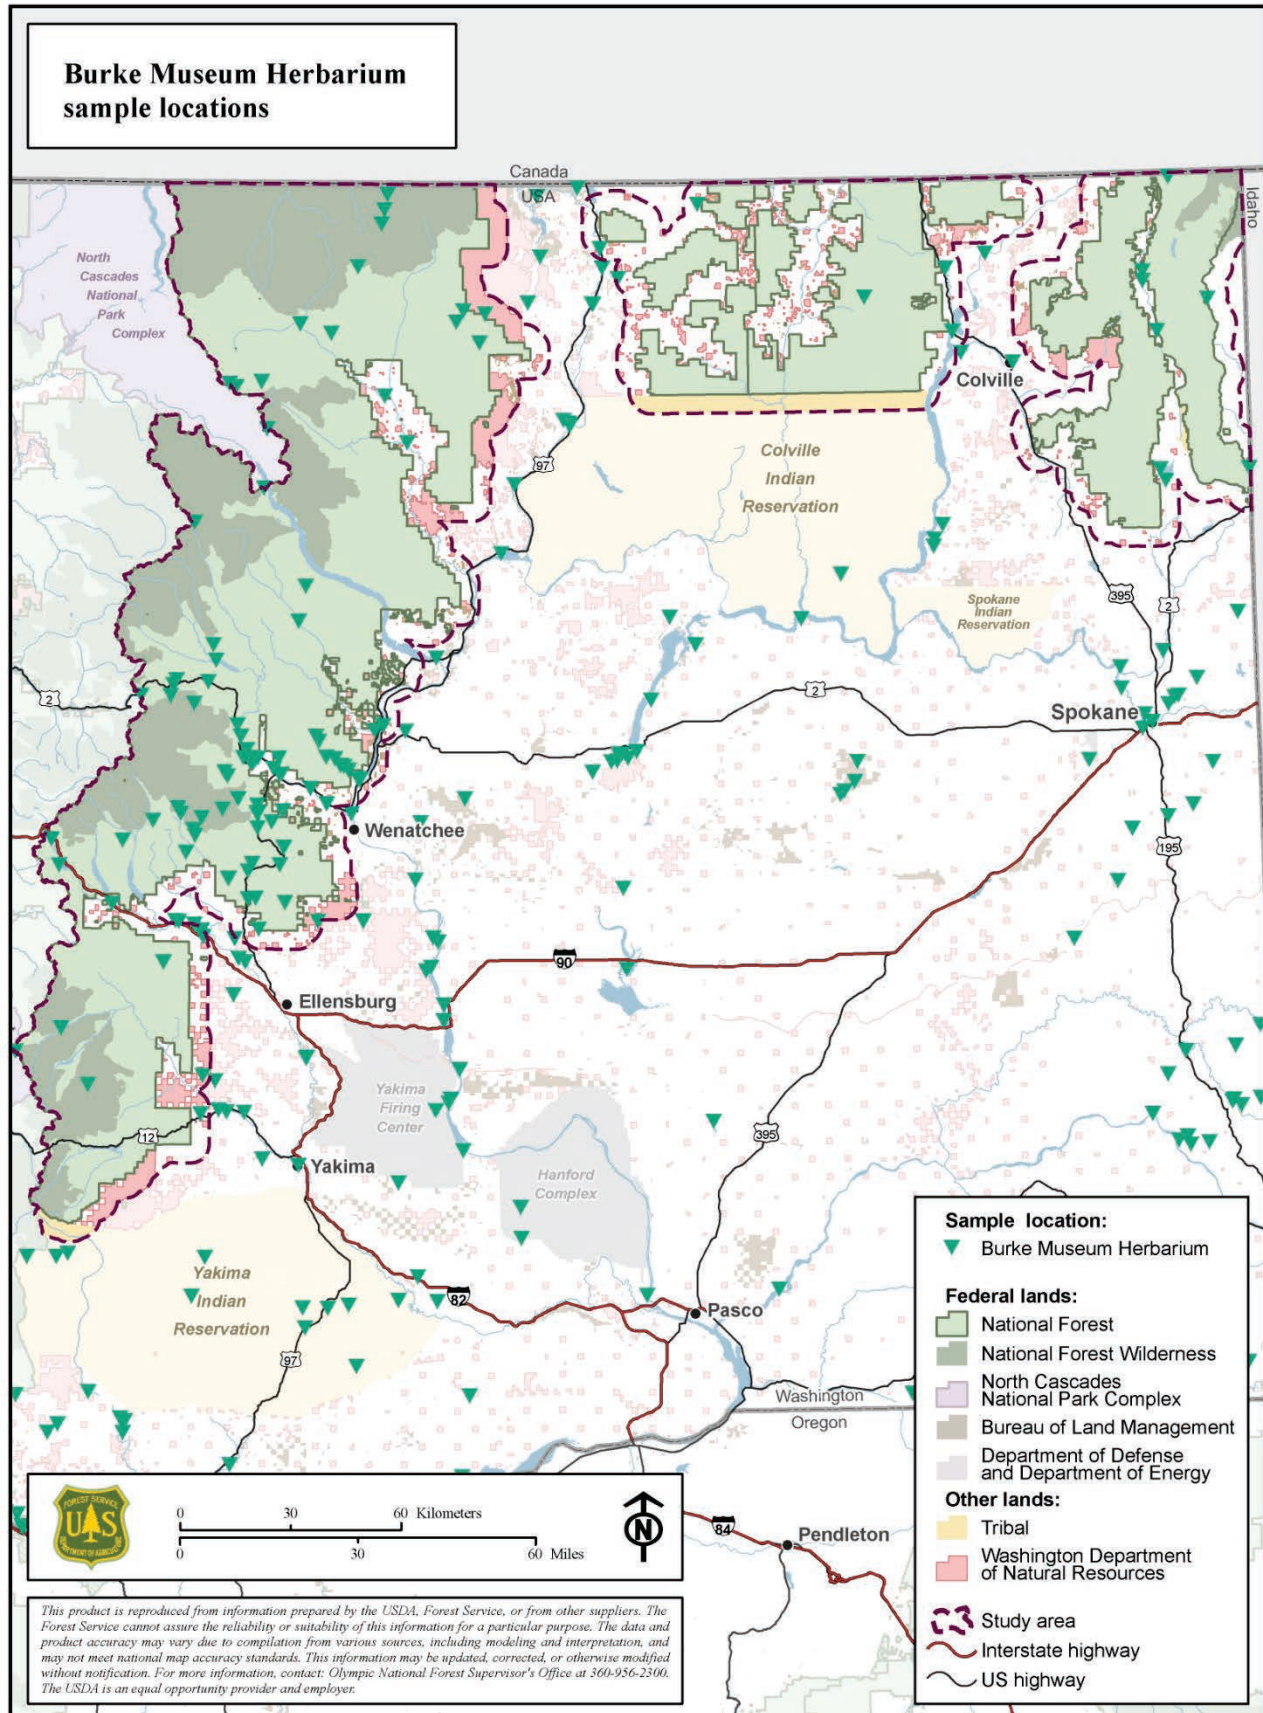 Burke Museum Herbarium
sample locations
Canada
USA
Idaho
North
Cascades
National
Park
Complex
Colville
97
Colville
Indian
Reservation
Spokane
Indian
Reservation
395
2
2
2
Spokane
Wenatchee
195
90
Ellensburg
Yakima
Firing
Center
12
395
Yakima
Hanford
Complex
Yakima
Indian
Reservation
82
Pasco
97
Washington
Oregon
84
Pendleton
Sample location:
Burke Museum Herbarium
Federal lands:
National Forest
National Forest Wilderness
North Cascades
National Park Complex
Bureau of Land Management
Department of Defense
and Department of Energy
Other lands:
Tribal
Washington Department
of Natural Resources
Study area
Interstate highway
US highway
FOREST SERVICE
U S
DEPARTMENT OF AGRICULTURE
0 30 60 Kilometers
0 30 60 Miles
N
This product is reproduced from information prepared by the USDA, Forest Service, or from other suppliers. The
Forest Service cannot assure the reliability or suitability of this information for a particular purpose. The data and
product accuracy may vary due to compilation from various sources, including modeling and interpretation, and
may not meet national map accuracy standards. This information may be updated, corrected, or otherwise modified
without notification. For more information, contact: Olympic National Forest Supervisor's Office at 360-956-2300.
The USDA is an equal opportunity provider and employer.